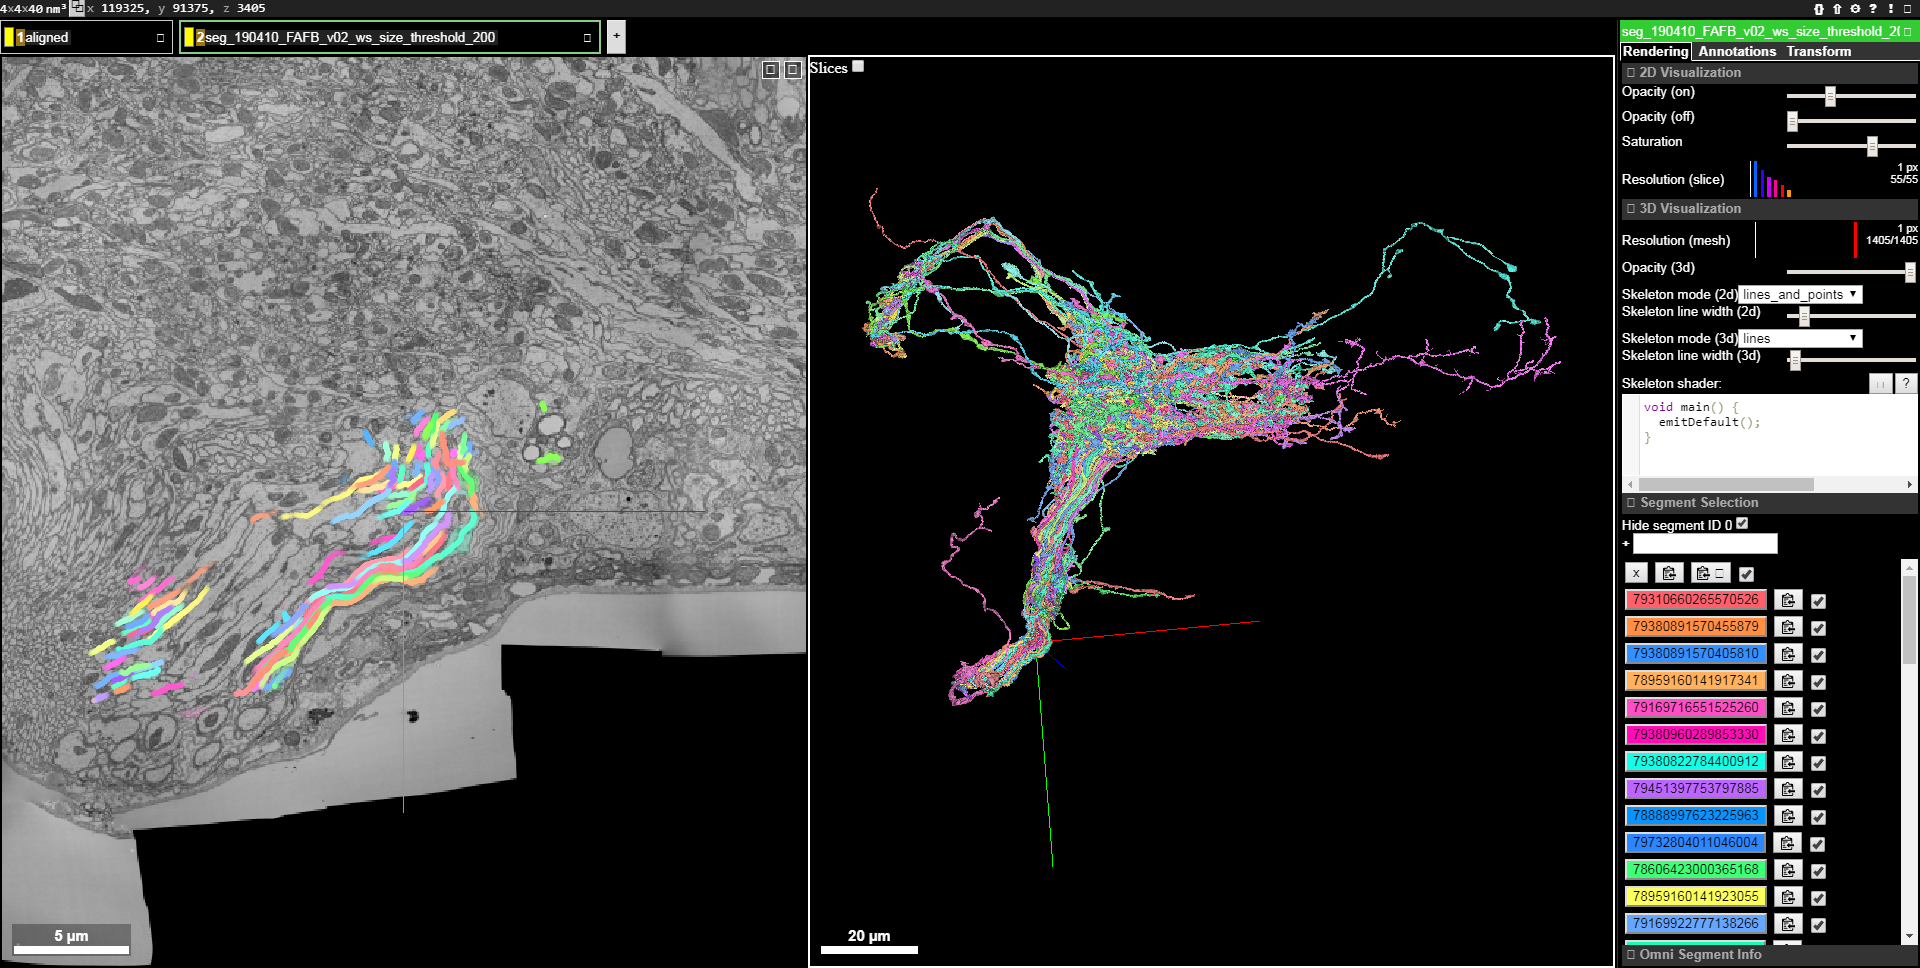 4×4×40 nm³ x 119325, y 91375, z 3405
1 aligned
2 seg_190410_FAFB_v02_ws_size_threshold_200
+
Slices
5 µm
20 µm
seg_190410_FAFB_v02_ws_size_threshold_20
Rendering Annotations Transform
2D Visualization
Opacity (on)
Opacity (off)
Saturation
Resolution (slice) 1 px
55/55
3D Visualization
Resolution (mesh) 1 px
1405/1405
Opacity (3d)
Skeleton mode (2d) lines_and_points
Skeleton line width (2d)
Skeleton mode (3d) lines
Skeleton line width (3d)
Skeleton shader: ?
void main() {
emitDefault();
}
Segment Selection
Hide segment ID 0
+
x
79310660265570526
79380891570455879
79380891570405810
78959160141917341
79169716551525260
79380960289853330
79380822784400912
79451397753797885
78888997623225963
79732804011046004
78606423000365168
78959160141923055
79169922777138266
Omni Segment Info